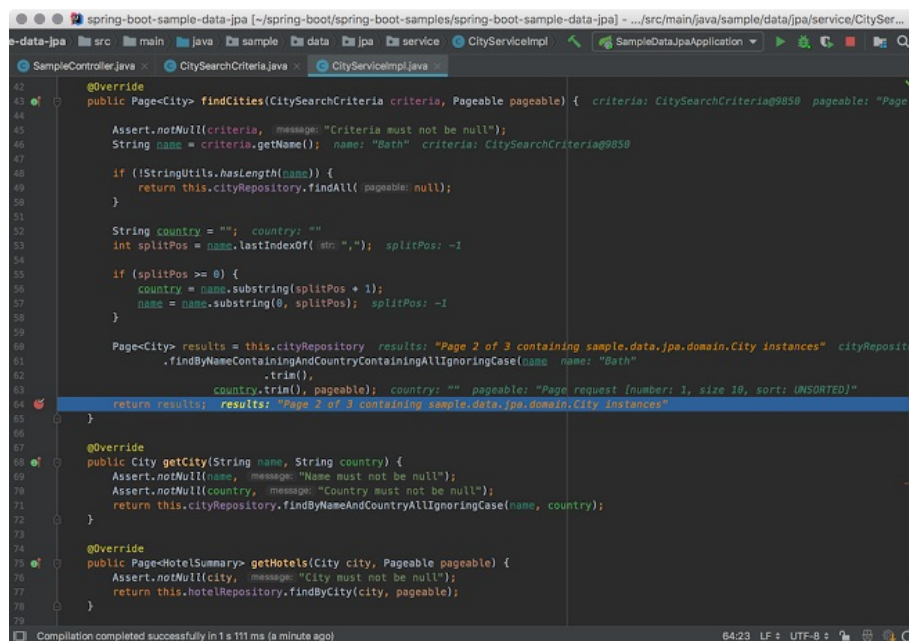 spring-boot-sample-data-jpa [~/spring-boot/spring-boot-samples/spring-boot-sample-data-jpa] - .../src/main/java/sample/data/jpa/service/CitySer...
e-data-jpa src main java sample data jpa service CityServiceImpl SampleDataJpaApplication
SampleController.java CitySearchCriteria.java CityServiceImpl.java
42 @Override
43 public Page<City> findCities(CitySearchCriteria criteria, Pageable pageable) { criteria: CitySearchCriteria@9850 pageable: "Page
44
45 Assert.notNull(criteria, message: "Criteria must not be null");
46 String name = criteria.getName(); name: "Bath" criteria: CitySearchCriteria@9850
47
48 if (!StringUtils.hasLength(name)) {
49 return this.cityRepository.findAll( pageable: null);
50 }
51
52 String country = ""; country: ""
53 int splitPos = name.lastIndexOf( str: ","); splitPos: -1
54
55 if (splitPos >= 0) {
56 country = name.substring(splitPos + 1);
57 name = name.substring(0, splitPos); splitPos: -1
58 }
59
60 Page<City> results = this.cityRepository results: "Page 2 of 3 containing sample.data.jpa.domain.City instances" cityReposit
61 .findByNameContainingAndCountryContainingAllIgnoringCase(name name: "Bath"
62 .trim(),
63 country.trim(), pageable); country: "" pageable: "Page request [number: 1, size 10, sort: UNSORTED]"
64 return results; results: "Page 2 of 3 containing sample.data.jpa.domain.City instances"
65 }
66
67 @Override
68 public City getCity(String name, String country) {
69 Assert.notNull(name, message: "Name must not be null");
70 Assert.notNull(country, message: "Country must not be null");
71 return this.cityRepository.findByNameAndCountryAllIgnoringCase(name, country);
72 }
73
74 @Override
75 public Page<HotelSummary> getHotels(City city, Pageable pageable) {
76 Assert.notNull(city, message: "City must not be null");
77 return this.hotelRepository.findByCity(city, pageable);
78 }
79
Compilation completed successfully in 1 s 111 ms (a minute ago) 64:23 LF UTF-8